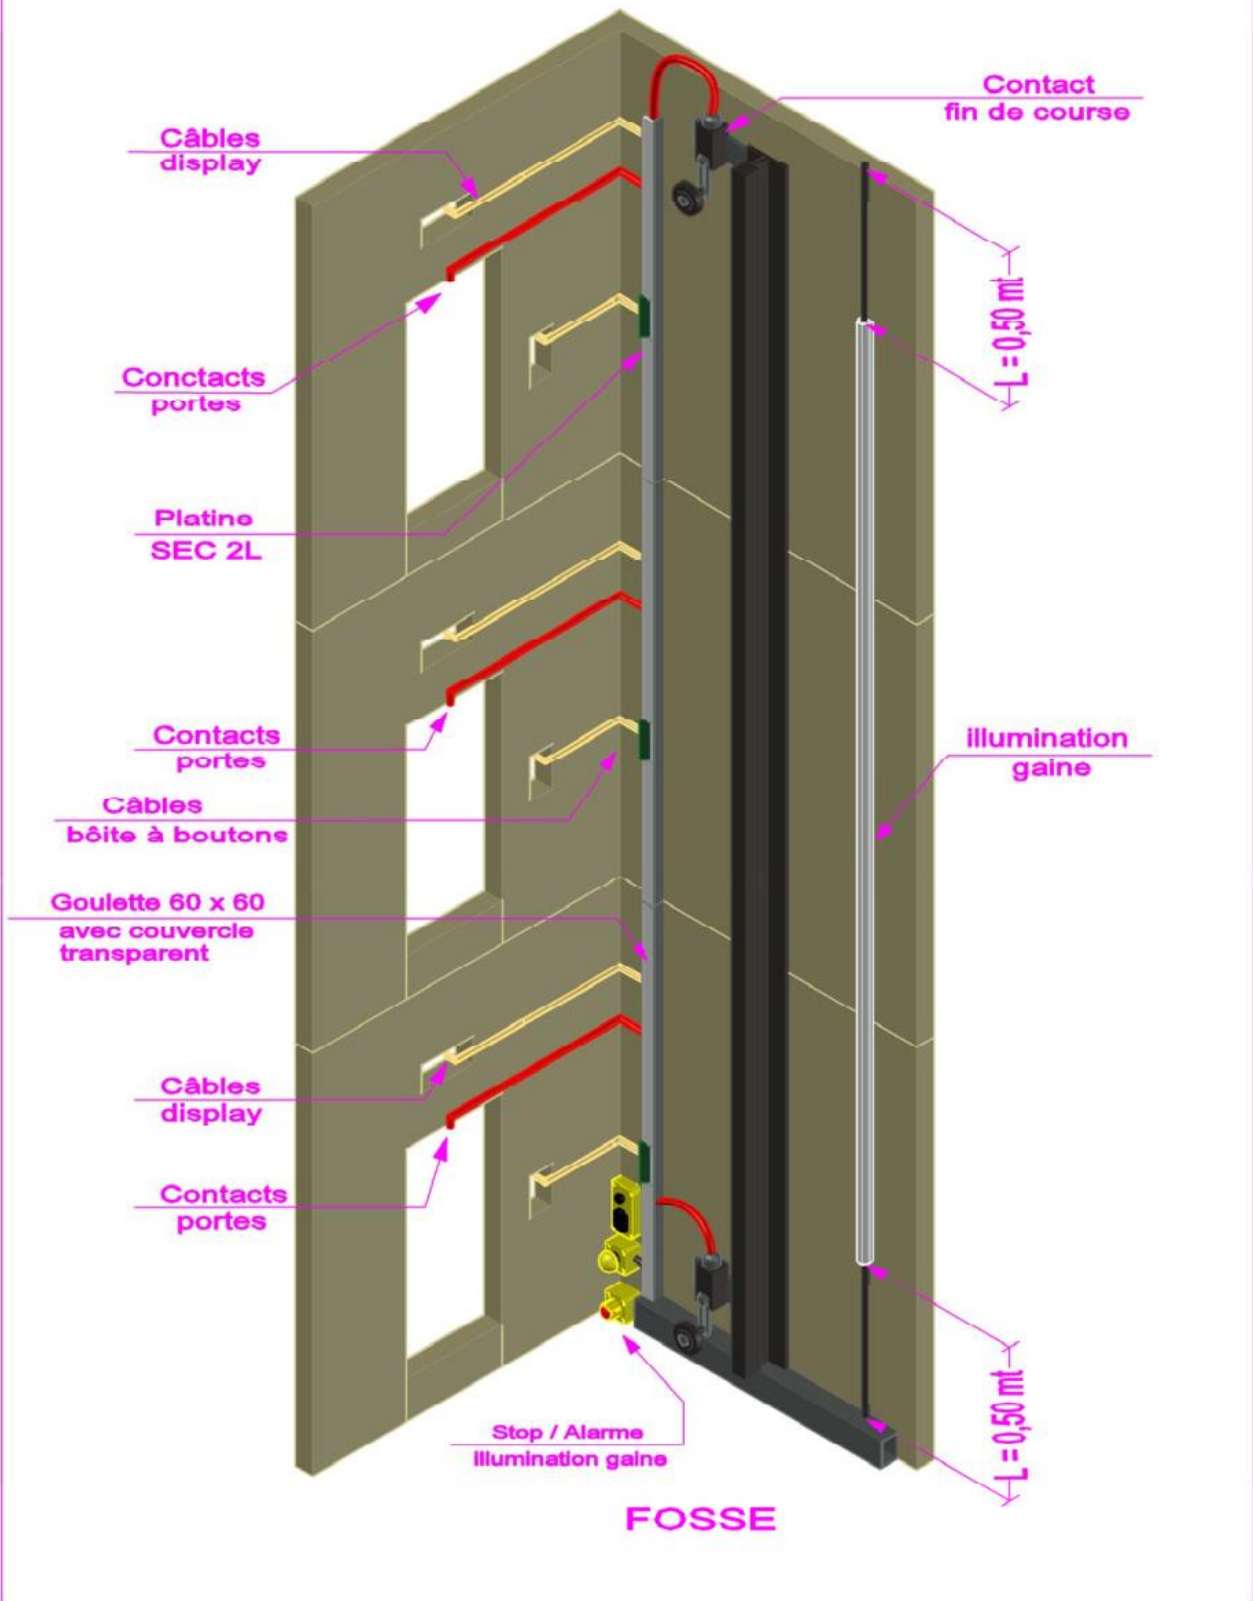 Contact
fin de course
Câbles
display
L = 0,50 mt
Conctacts
portes
Platine
SEC 2L
Contacts
portes
illumination
gaine
Câbles
bôite à boutons
Goulette 60 x 60
avec couvercle
transparent
Câbles
display
Contacts
portes
L = 0,50 mt
Stop / Alarme
illumination gaine
FOSSE